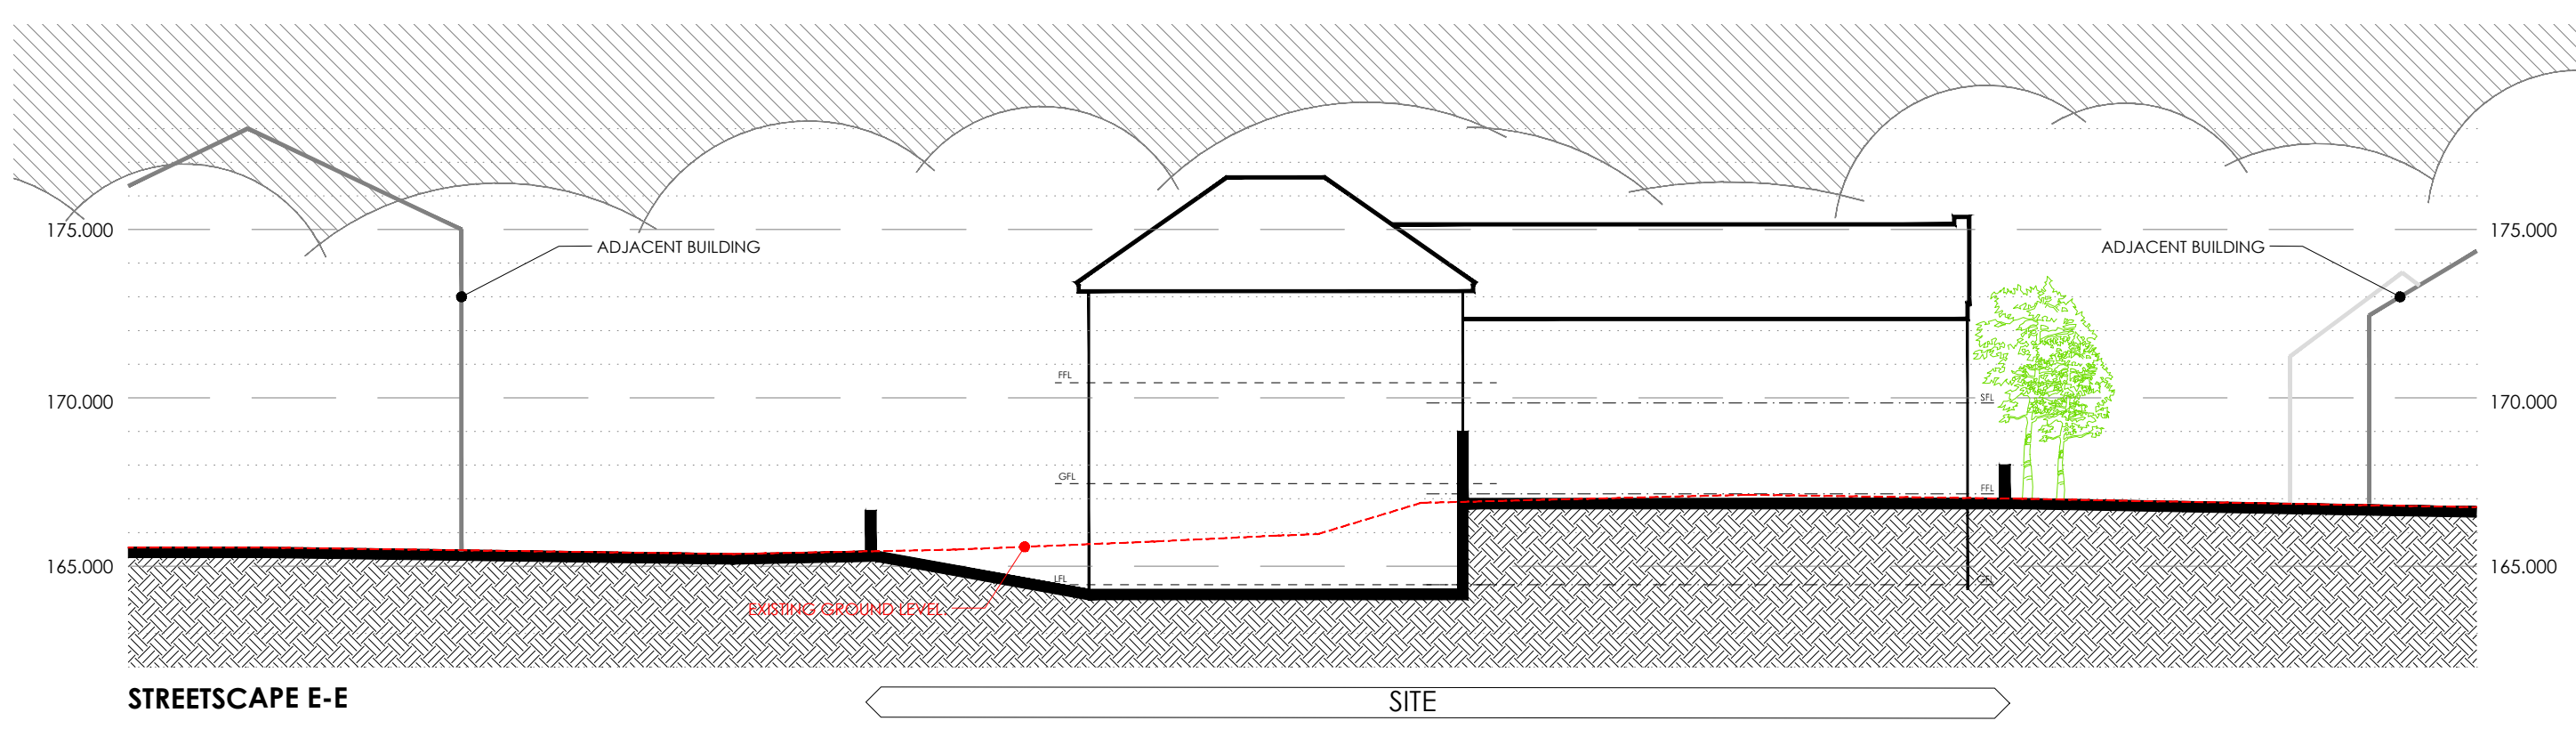 175.000
175.000
ADJACENT BUILDING
ADJACENT BUILDING
FFL
170.000
SFL
170.000
GFL
FFL
165.000
165.000
LFL
GFL
EXISTING GROUND LEVEL.
STREETSCAPE E-E
SITE